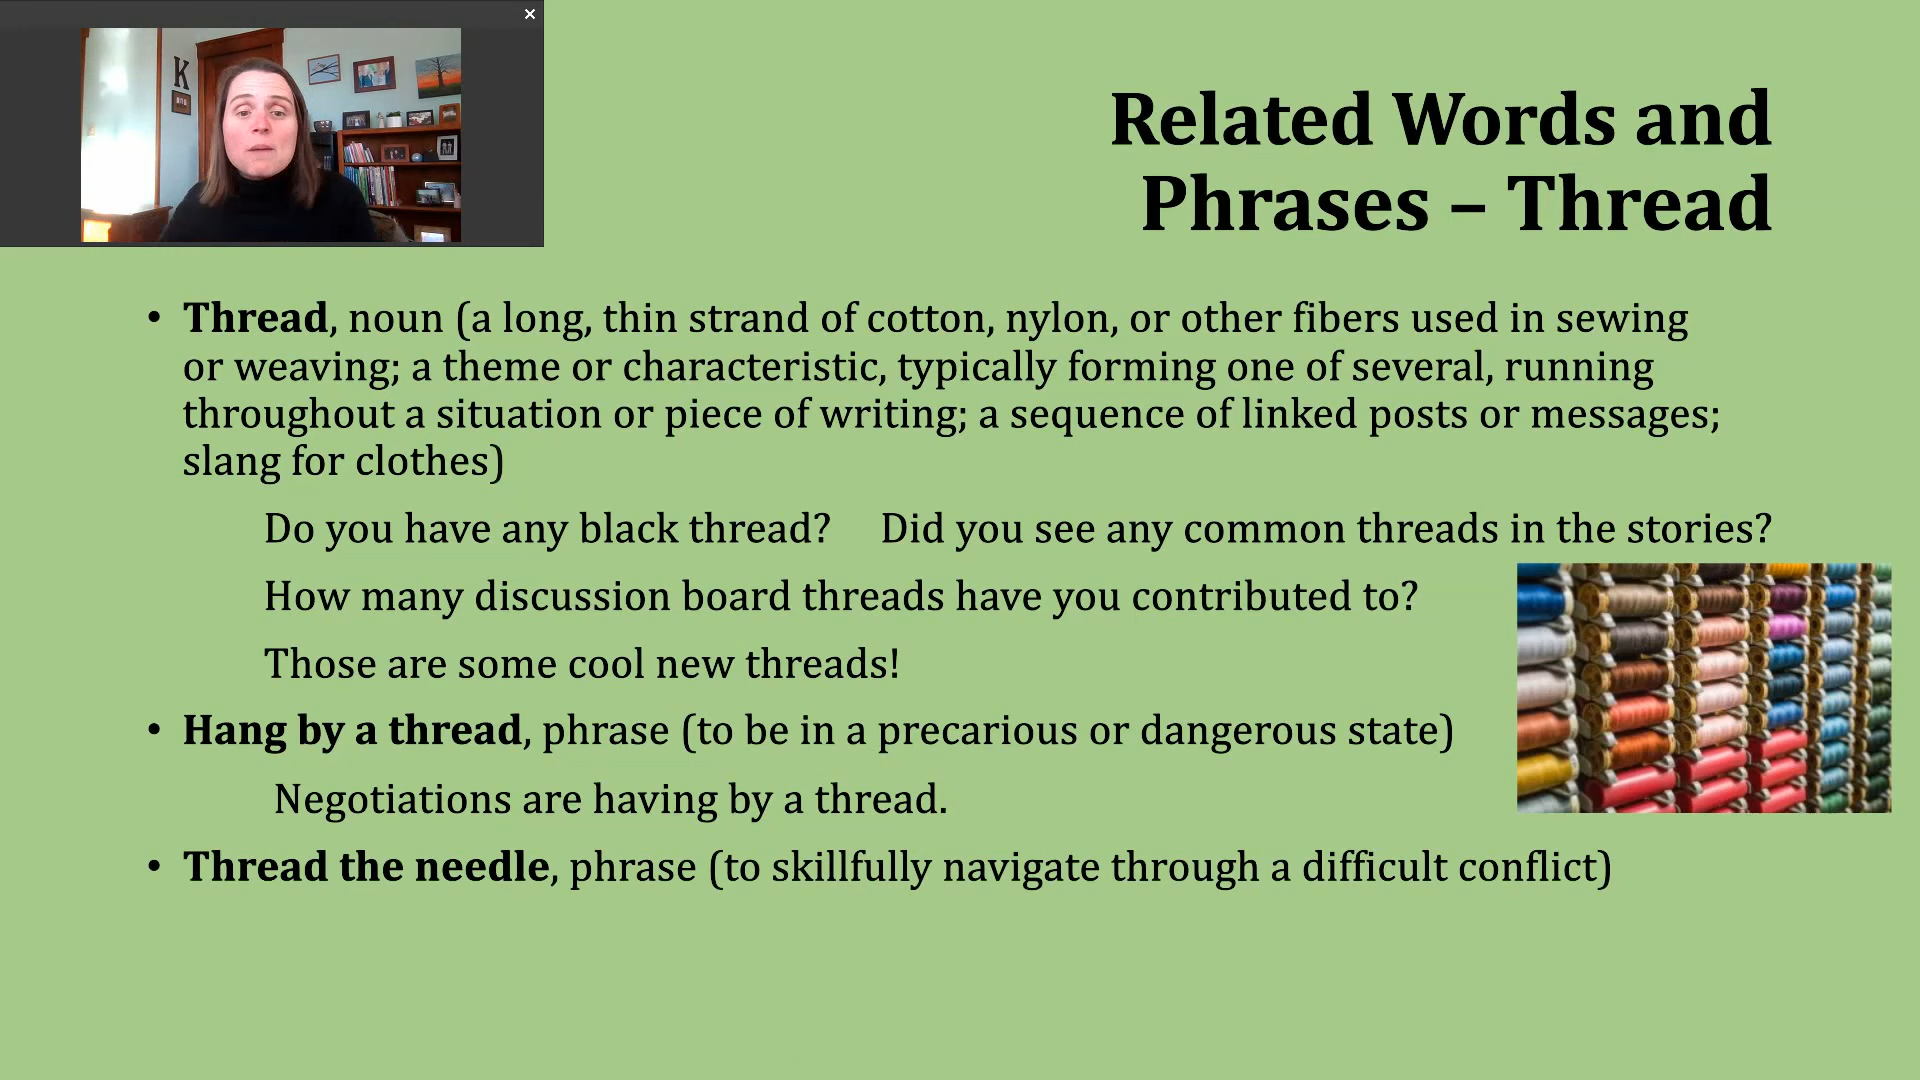 K
Related Words and
Phrases – Thread
• Thread, noun (a long, thin strand of cotton, nylon, or other fibers used in sewing
or weaving; a theme or characteristic, typically forming one of several, running
throughout a situation or piece of writing; a sequence of linked posts or messages;
slang for clothes)
Do you have any black thread? Did you see any common threads in the stories?
How many discussion board threads have you contributed to?
Those are some cool new threads!
• Hang by a thread, phrase (to be in a precarious or dangerous state)
Negotiations are having by a thread.
• Thread the needle, phrase (to skillfully navigate through a difficult conflict)